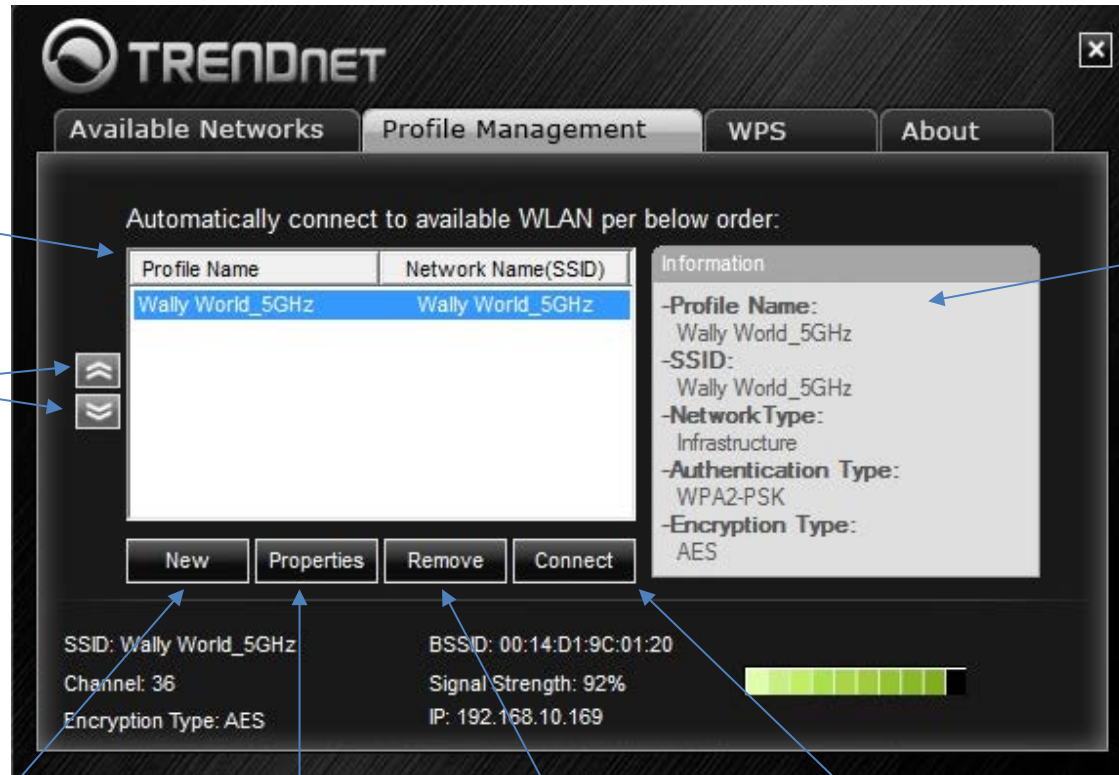 TRENDNET
Available Networks
Profile Management
WPS
About
Automatically connect to available WLAN per below order:
Profile Name
Network Name(SSID)
Wally World_5GHz
Wally World_5GHz
Information
-Profile Name:
Wally World_5GHz
-SSID:
Wally World_5GHz
-NetworkType:
Infrastructure
-Authentication Type:
WPA2-PSK
-Encryption Type:
AES
New
Properties
Remove
Connect
SSID: Wally World_5GHz
BSSID: 00:14:D1:9C:01:20
Channel: 36
Signal Strength: 92%
Encryption Type: AES
IP: 192.168.10.169